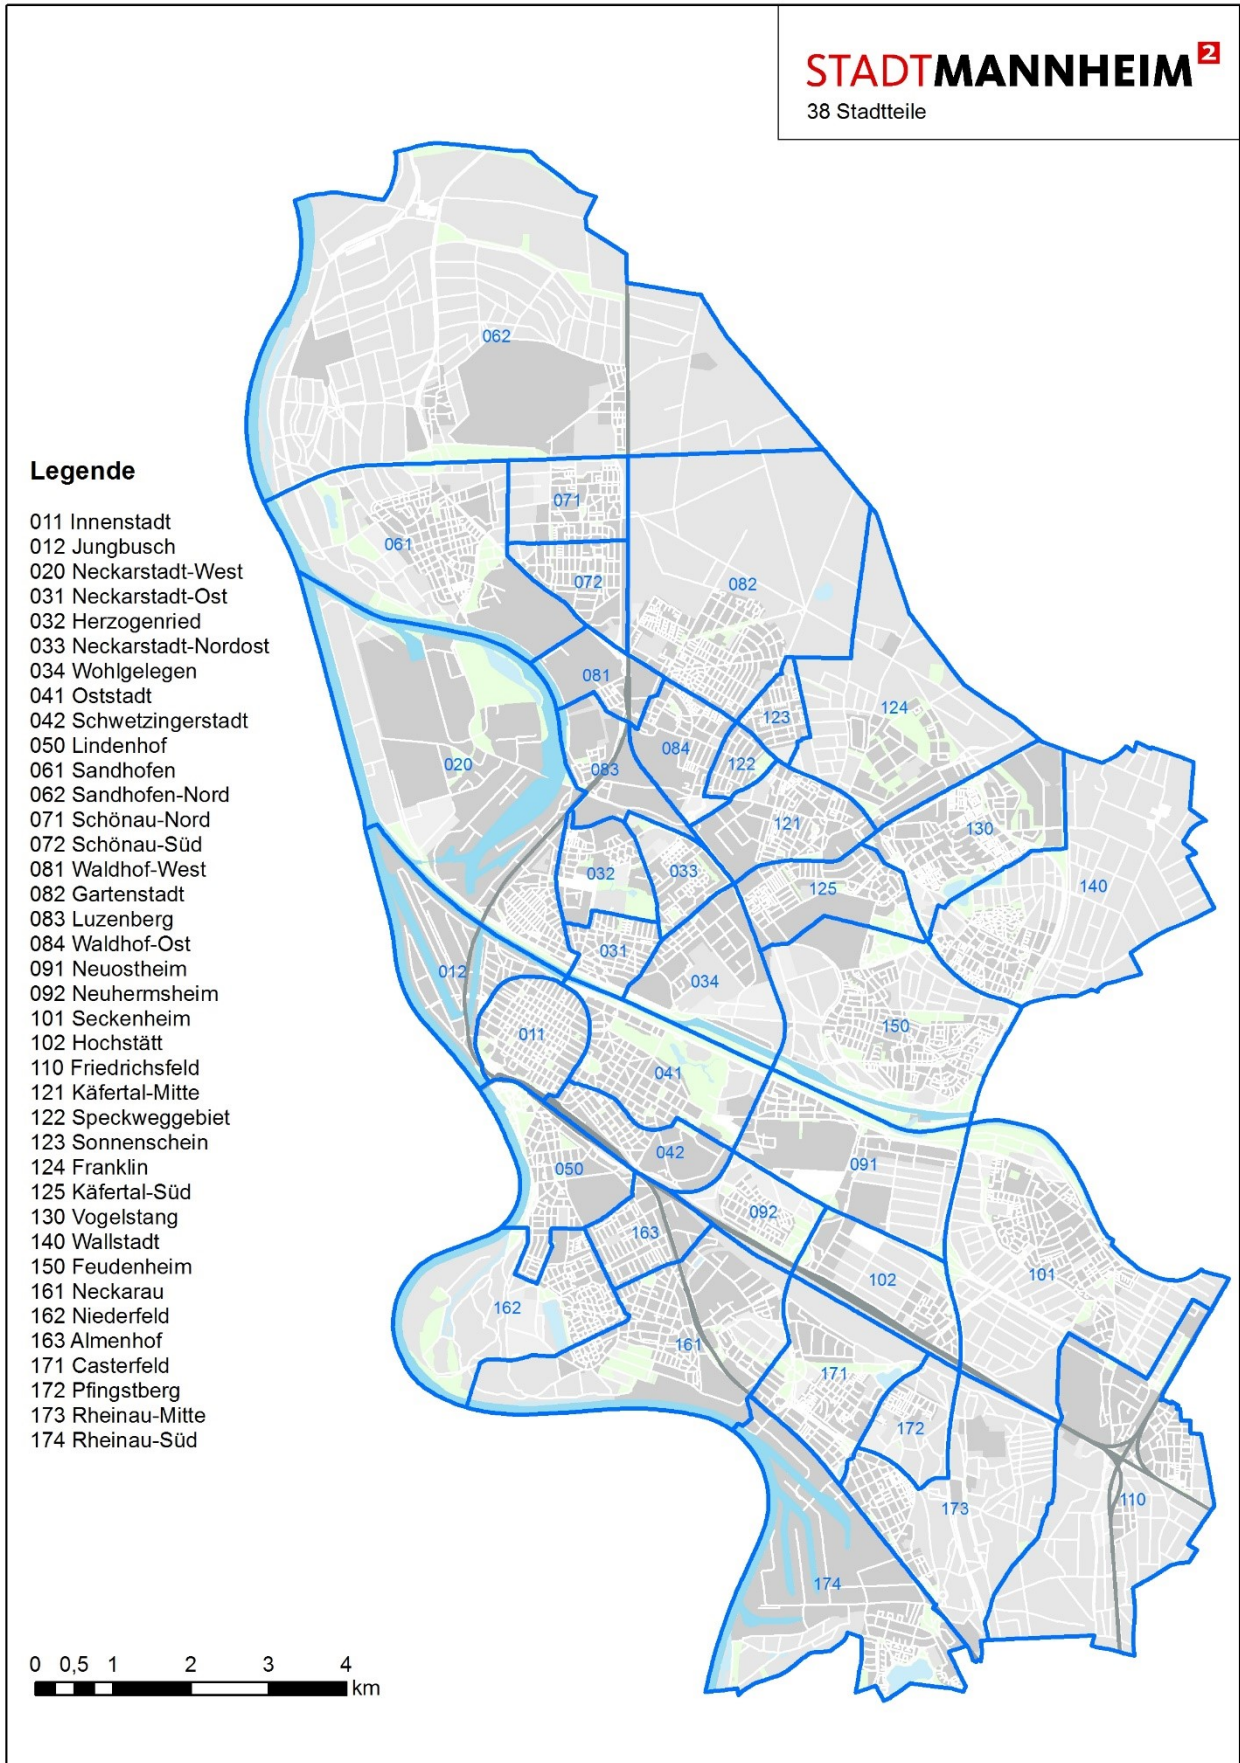 STADTMANNHEIM²
38 Stadtteile
062
Legende
011 Innenstadt
012 Jungbusch
020 Neckarstadt-West
031 Neckarstadt-Ost
032 Herzogenried
033 Neckarstadt-Nordost
034 Wohlgelegen
041 Oststadt
042 Schwetzingerstadt
050 Lindenhof
061 Sandhofen
062 Sandhofen-Nord
071 Schönau-Nord
072 Schönau-Süd
081 Waldhof-West
082 Gartenstadt
083 Luzenberg
084 Waldhof-Ost
091 Neuostheim
092 Neuhermsheim
101 Seckenheim
102 Hochstätt
110 Friedrichsfeld
121 Käfertal-Mitte
122 Speckweggebiet
123 Sonnenschein
124 Franklin
125 Käfertal-Süd
130 Vogelstang
140 Wallstadt
150 Feudenheim
161 Neckarau
162 Niederfeld
163 Almenhof
171 Casterfeld
172 Pfingstberg
173 Rheinau-Mitte
174 Rheinau-Süd
071
061
072
082
081
124
123
084
122
020
083
121
130
033
032
125
140
031
012
034
150
011
041
042
050
091
092
163
101
102
162
161
171
172
110
173
174
0 0,5 1 2 3 4
km